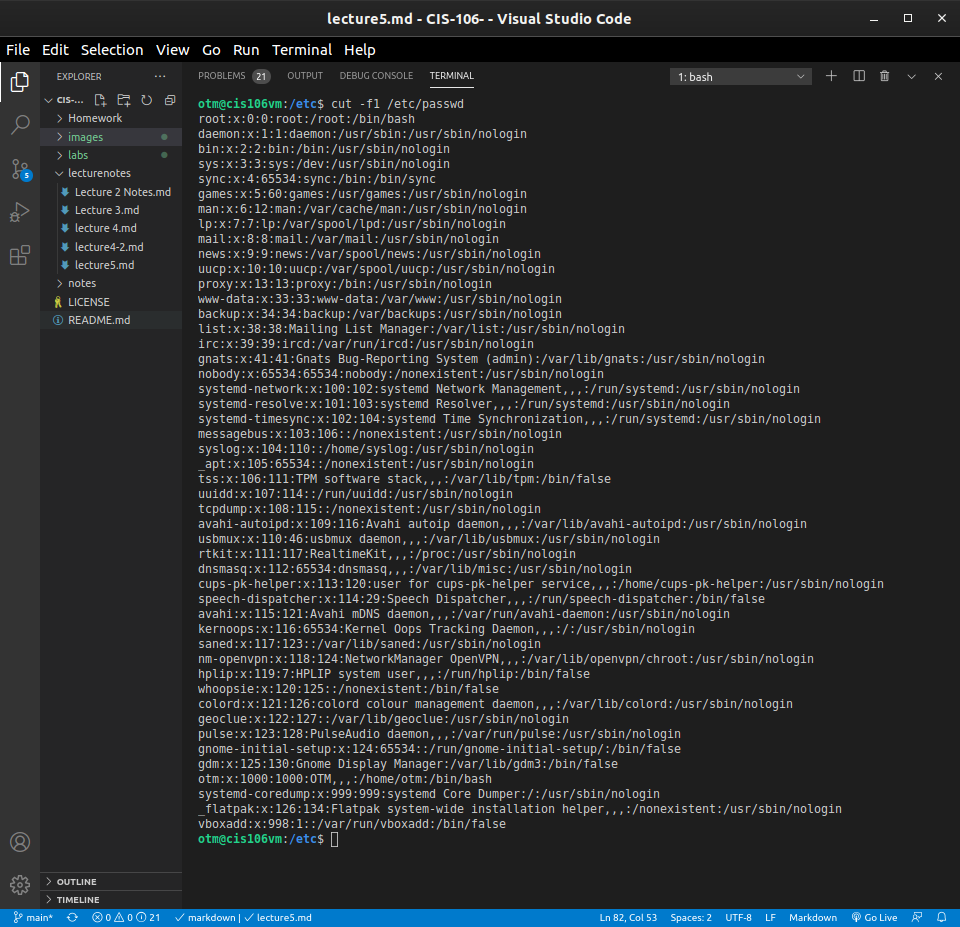 lecture5.md - CIS-106- - Visual Studio Code
File Edit Selection View Go Run Terminal Help
EXPLORER
CIS-...
Homework
images
labs
lecturenotes
Lecture 2 Notes.md
Lecture 3.md
lecture 4.md
lecture4-2.md
lecture5.md
notes
LICENSE
README.md
OUTLINE
TIMELINE
5
PROBLEMS 21 OUTPUT DEBUG CONSOLE TERMINAL 1: bash
otm@cis106vm:/etc$ cut -f1 /etc/passwd
root:x:0:0:root:/root:/bin/bash
daemon:x:1:1:daemon:/usr/sbin:/usr/sbin/nologin
bin:x:2:2:bin:/bin:/usr/sbin/nologin
sys:x:3:3:sys:/dev:/usr/sbin/nologin
sync:x:4:65534:sync:/bin:/bin/sync
games:x:5:60:games:/usr/games:/usr/sbin/nologin
man:x:6:12:man:/var/cache/man:/usr/sbin/nologin
lp:x:7:7:lp:/var/spool/lpd:/usr/sbin/nologin
mail:x:8:8:mail:/var/mail:/usr/sbin/nologin
news:x:9:9:news:/var/spool/news:/usr/sbin/nologin
uucp:x:10:10:uucp:/var/spool/uucp:/usr/sbin/nologin
proxy:x:13:13:proxy:/bin:/usr/sbin/nologin
www-data:x:33:33:www-data:/var/www:/usr/sbin/nologin
backup:x:34:34:backup:/var/backups:/usr/sbin/nologin
list:x:38:38:Mailing List Manager:/var/list:/usr/sbin/nologin
irc:x:39:39:ircd:/var/run/ircd:/usr/sbin/nologin
gnats:x:41:41:Gnats Bug-Reporting System (admin):/var/lib/gnats:/usr/sbin/nologin
nobody:x:65534:65534:nobody:/nonexistent:/usr/sbin/nologin
systemd-network:x:100:102:systemd Network Management,,,:/run/systemd:/usr/sbin/nologin
systemd-resolve:x:101:103:systemd Resolver,,,:/run/systemd:/usr/sbin/nologin
systemd-timesync:x:102:104:systemd Time Synchronization,,,:/run/systemd:/usr/sbin/nologin
messagebus:x:103:106::/nonexistent:/usr/sbin/nologin
syslog:x:104:110::/home/syslog:/usr/sbin/nologin
_apt:x:105:65534::/nonexistent:/usr/sbin/nologin
tss:x:106:111:TPM software stack,,,:/var/lib/tpm:/bin/false
uuidd:x:107:114::/run/uuidd:/usr/sbin/nologin
tcpdump:x:108:115::/nonexistent:/usr/sbin/nologin
avahi-autoipd:x:109:116:Avahi autoip daemon,,,:/var/lib/avahi-autoipd:/usr/sbin/nologin
usbmux:x:110:46:usbmux daemon,,,:/var/lib/usbmux:/usr/sbin/nologin
rtkit:x:111:117:RealtimeKit,,,:/proc:/usr/sbin/nologin
dnsmasq:x:112:65534:dnsmasq,,,:/var/lib/misc:/usr/sbin/nologin
cups-pk-helper:x:113:120:user for cups-pk-helper service,,,:/home/cups-pk-helper:/usr/sbin/nologin
speech-dispatcher:x:114:29:Speech Dispatcher,,,:/run/speech-dispatcher:/bin/false
avahi:x:115:121:Avahi mDNS daemon,,,:/var/run/avahi-daemon:/usr/sbin/nologin
kernoops:x:116:65534:Kernel Oops Tracking Daemon,,,:/:/usr/sbin/nologin
saned:x:117:123::/var/lib/saned:/usr/sbin/nologin
nm-openvpn:x:118:124:NetworkManager OpenVPN,,,:/var/lib/openvpn/chroot:/usr/sbin/nologin
hplip:x:119:7:HPLIP system user,,,:/run/hplip:/bin/false
whoopsie:x:120:125::/nonexistent:/bin/false
colord:x:121:126:colord colour management daemon,,,:/var/lib/colord:/usr/sbin/nologin
geoclue:x:122:127::/var/lib/geoclue:/usr/sbin/nologin
pulse:x:123:128:PulseAudio daemon,,,:/var/run/pulse:/usr/sbin/nologin
gnome-initial-setup:x:124:65534::/run/gnome-initial-setup/:/bin/false
gdm:x:125:130:Gnome Display Manager:/var/lib/gdm3:/bin/false
otm:x:1000:1000:OTM,,,:/home/otm:/bin/bash
systemd-coredump:x:999:999:systemd Core Dumper:/:/usr/sbin/nologin
_flatpak:x:126:134:Flatpak system-wide installation helper,,,:/nonexistent:/usr/sbin/nologin
vboxadd:x:998:1::/var/run/vboxadd:/bin/false
otm@cis106vm:/etc$
main* 0 0 21 markdown | lecture5.md Ln 82, Col 53 Spaces: 2 UTF-8 LF Markdown Go Live